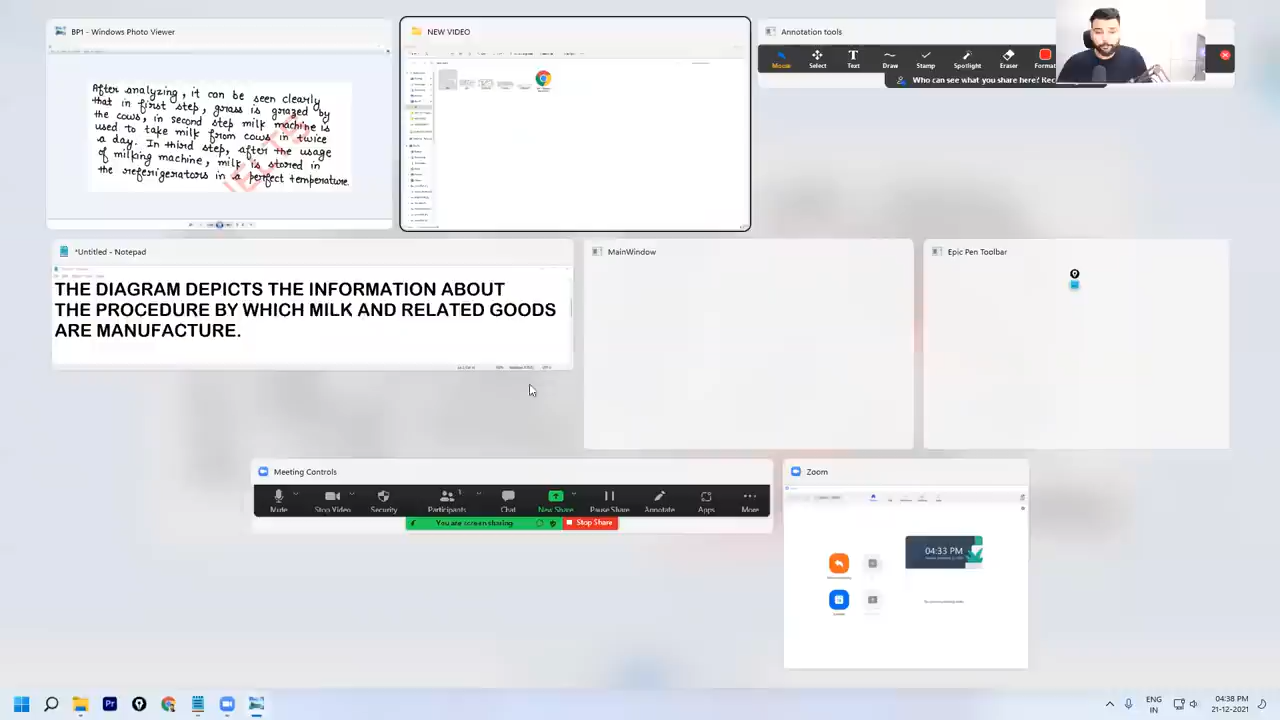 BP1 - Windows Photo Viewer
After analyzing, it can be seen clearly
that in first step, grass is grazed by
the cows. In second step milk machine is
used to take milk from cows in twice
a day. In third step, after the usage
of milking machine, milk is stored in
the refri gerators in a perfect temperature
NEW VIDEO
Annotation tools
Mouse Select Text Draw Stamp Spotlight Eraser Format
Who can see what you share here?
*Untitled - Notepad
THE DIAGRAM DEPICTS THE INFORMATION ABOUT
THE PROCEDURE BY WHICH MILK AND RELATED GOODS
ARE MANUFACTURE.
MainWindow
Epic Pen Toolbar
Meeting Controls
Mute Stop Video Security Participants 1 Chat New Share Pause Share Annotate Apps More
You are screen sharing Stop Share
Zoom
04:33 PM
Pr
ENG
IN
04:38 PM
21-12-2021